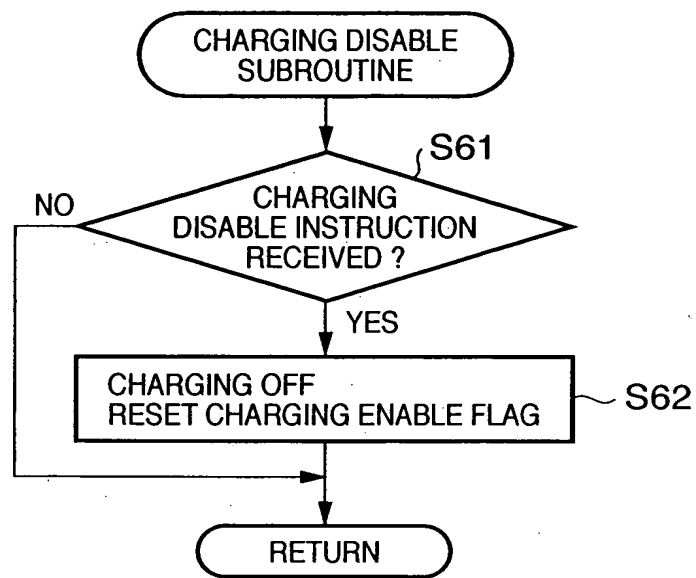 CHARGING DISABLE
SUBROUTINE
S61
CHARGING
DISABLE INSTRUCTION
RECEIVED ?
NO
YES
CHARGING OFF
RESET CHARGING ENABLE FLAG
S62
RETURN